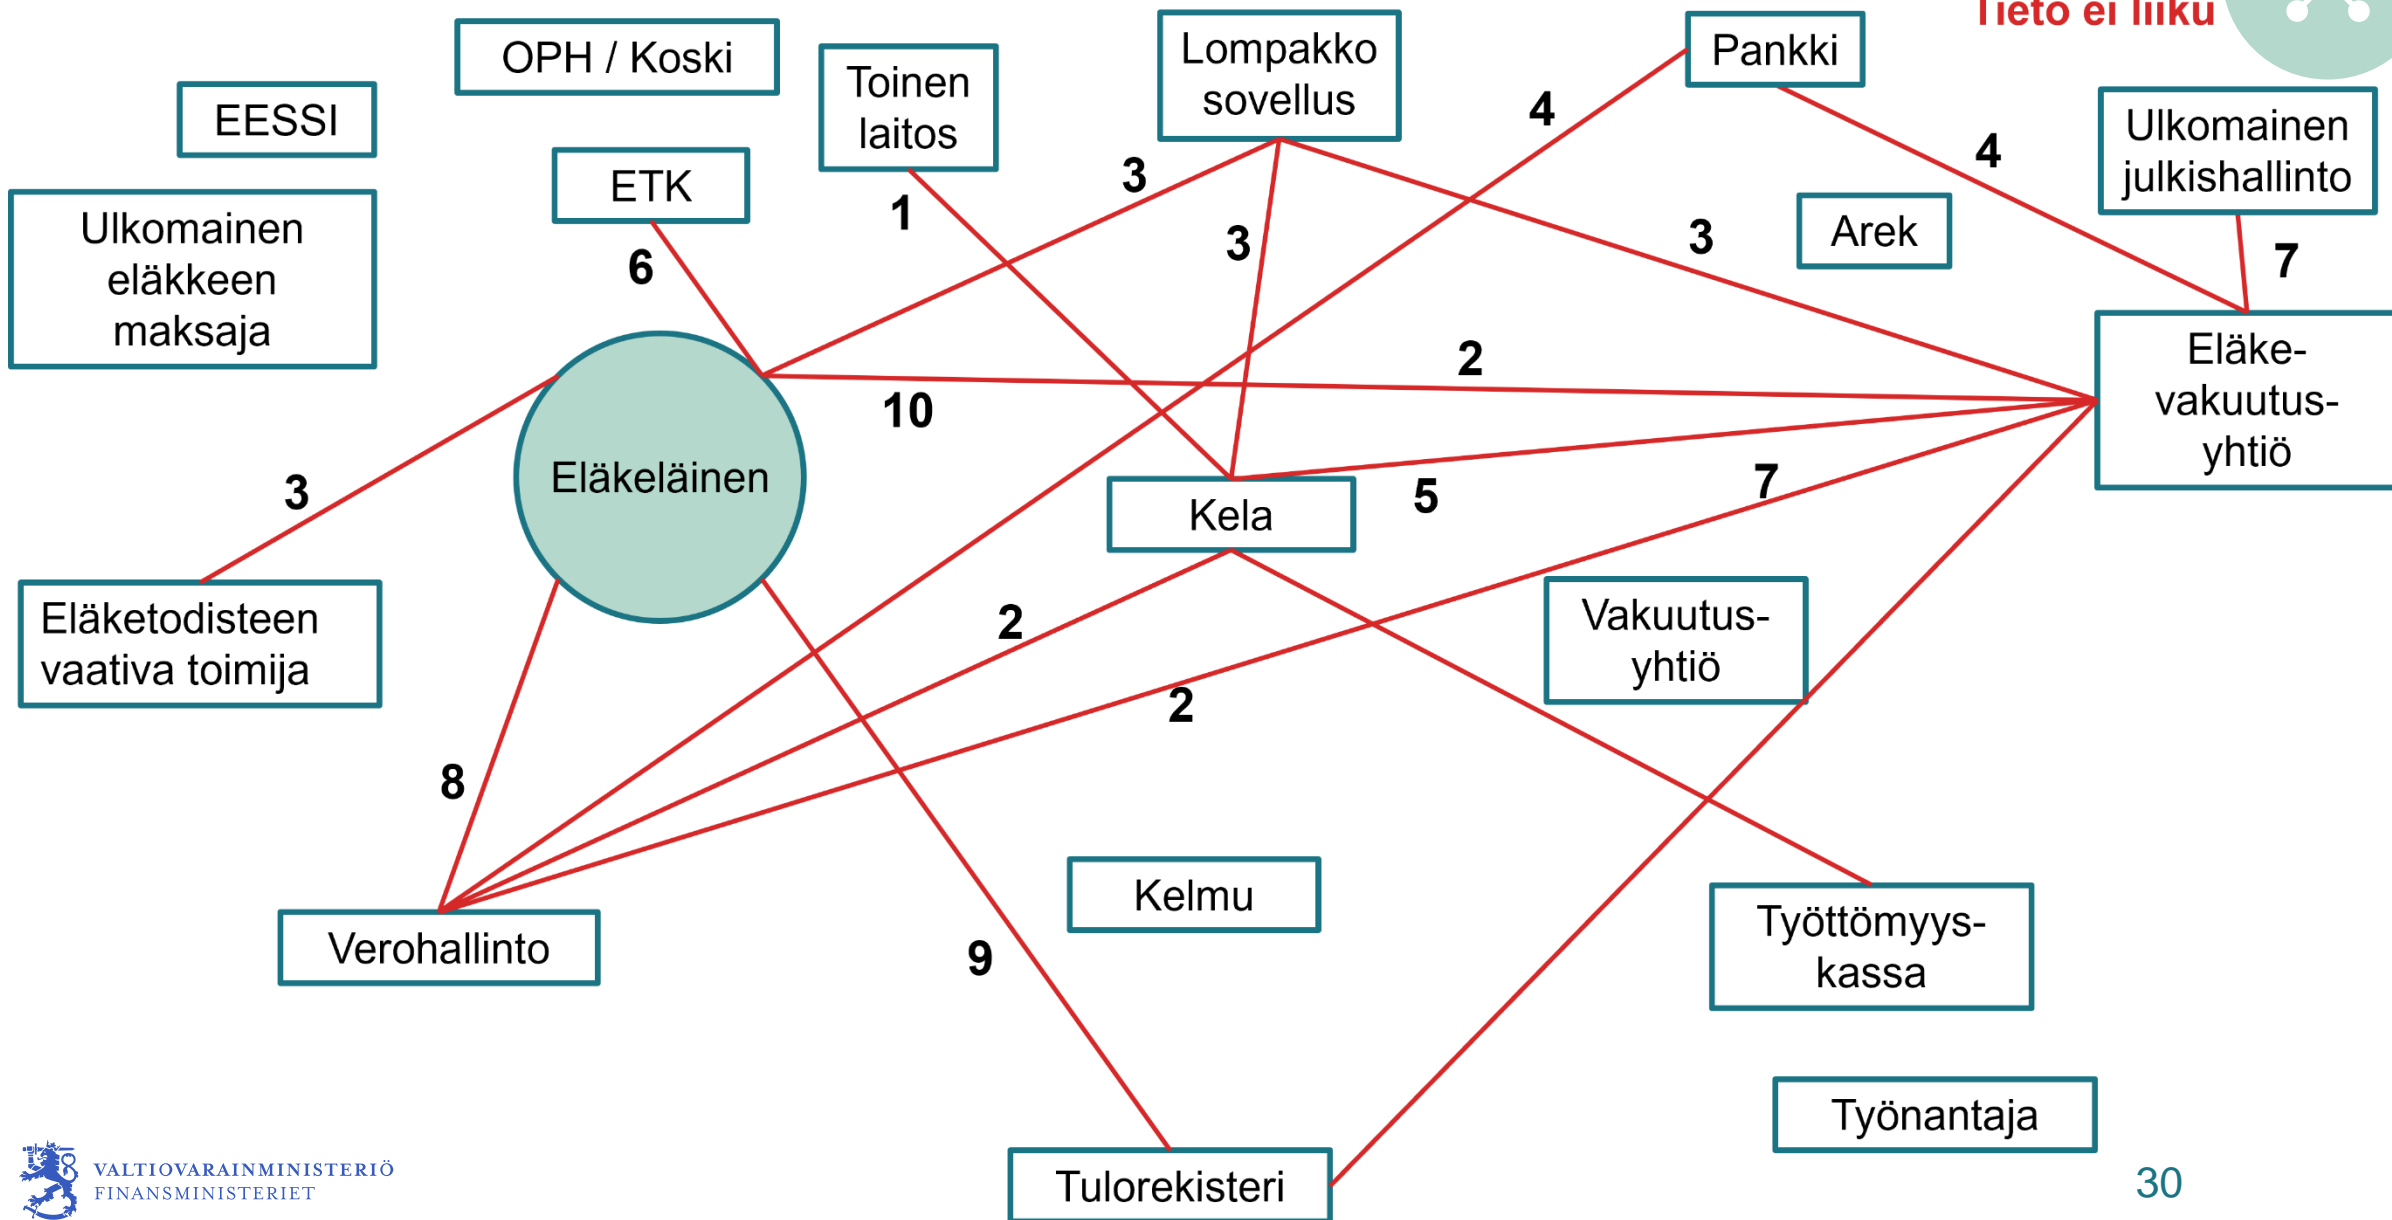 Tieto ei liiku
OPH / Koski
Toinen
laitos
Lompakko
sovellus
Pankki
EESSI
Ulkomainen
julkishallinto
ETK
Ulkomainen
eläkkeen
maksaja
Arek
4
4
3
1
3
3
6
7
2
10
Eläke-
vakuutus-
yhtiö
Eläkeläinen
3
Kela
5
7
Eläketodisteen
vaativa toimija
2
Vakuutus-
yhtiö
2
8
Kelmu
Verohallinto
9
Työttömyys-
kassa
Työnantaja
Tulorekisteri
VALTIOVARAINMINISTERIÖ
FINANSMINISTERIET
30